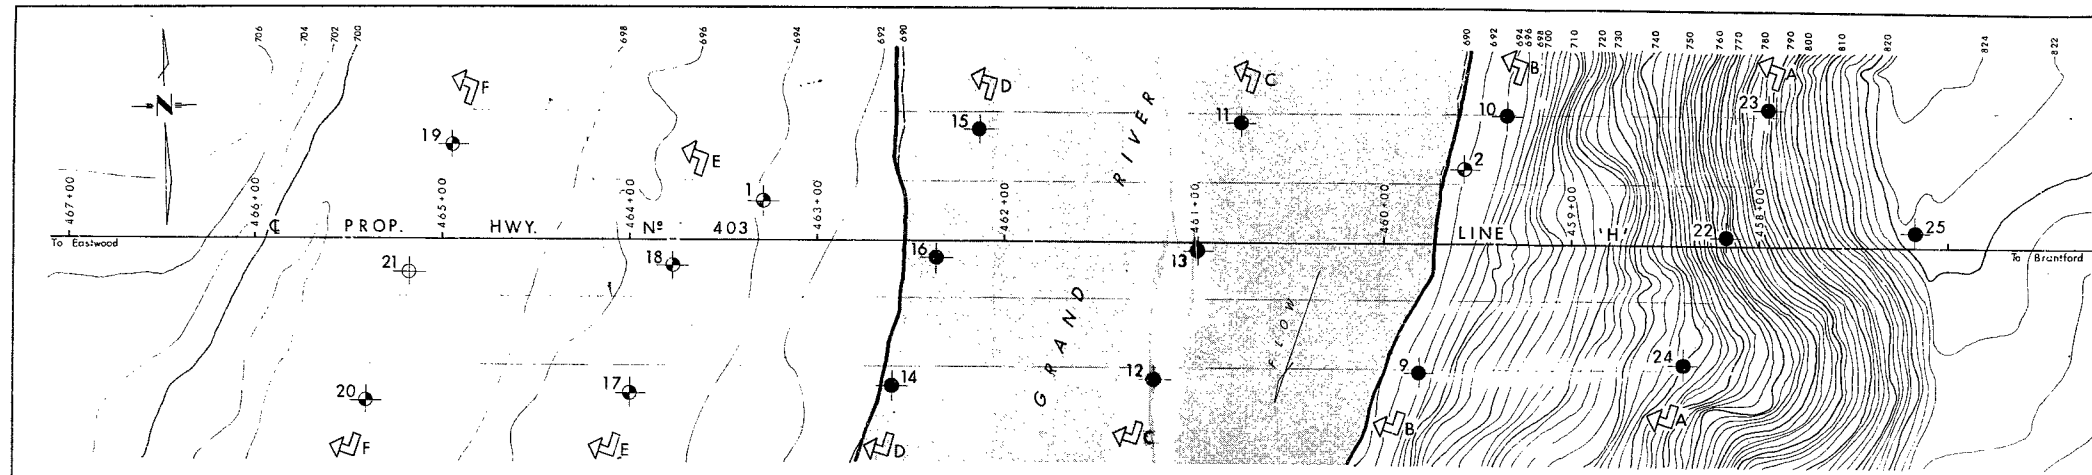 706 704 702 700 698 696 694 692 690 690 692 694 696 698 700 710 720 730 740 750 760 770 780 790 800 810 820 824 822
N
F D C B A
E
19 1 15 11 10 2 23
467+00 466+00 465+00 464+00 463+00 462+00 461+00 460+00 459+00 458+00
℄ PROP. HWY. Nº 403 LINE 'H'
To Eastwood
To Brantford
21 18 16 13 22 25
GRAND RIVER
FLOW
20 17 14 12 9 24
F E D C B A